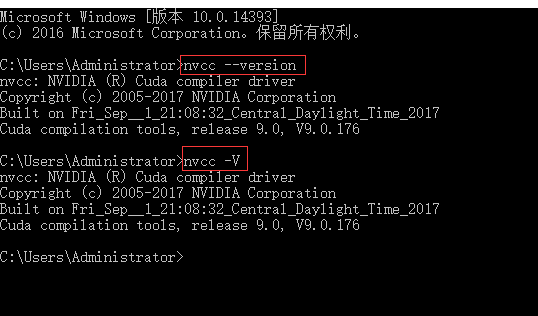 Microsoft Windows [版本 10.0.14393]
(c) 2016 Microsoft Corporation。保留所有权利。
C:\Users\Administrator>nvcc --version
nvcc: NVIDIA (R) Cuda compiler driver
Copyright (c) 2005-2017 NVIDIA Corporation
Built on Fri_Sep__1_21:08:32_Central_Daylight_Time_2017
Cuda compilation tools, release 9.0, V9.0.176
C:\Users\Administrator>nvcc -V
nvcc: NVIDIA (R) Cuda compiler driver
Copyright (c) 2005-2017 NVIDIA Corporation
Built on Fri_Sep__1_21:08:32_Central_Daylight_Time_2017
Cuda compilation tools, release 9.0, V9.0.176
C:\Users\Administrator>